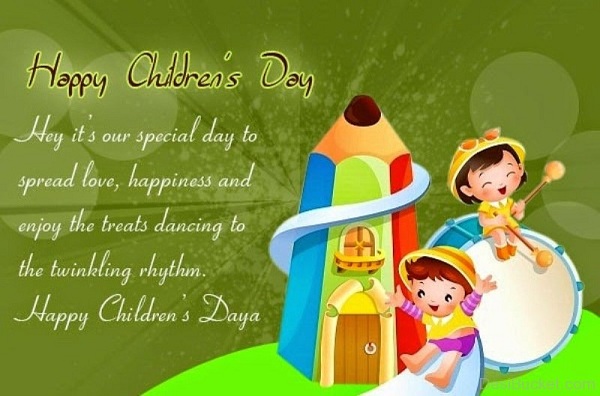 Happy Children's Day
Hey it's our special day to
spread love, happiness and
enjoy the treats dancing to
the twinkling rhythm.
Happy Children's Daya